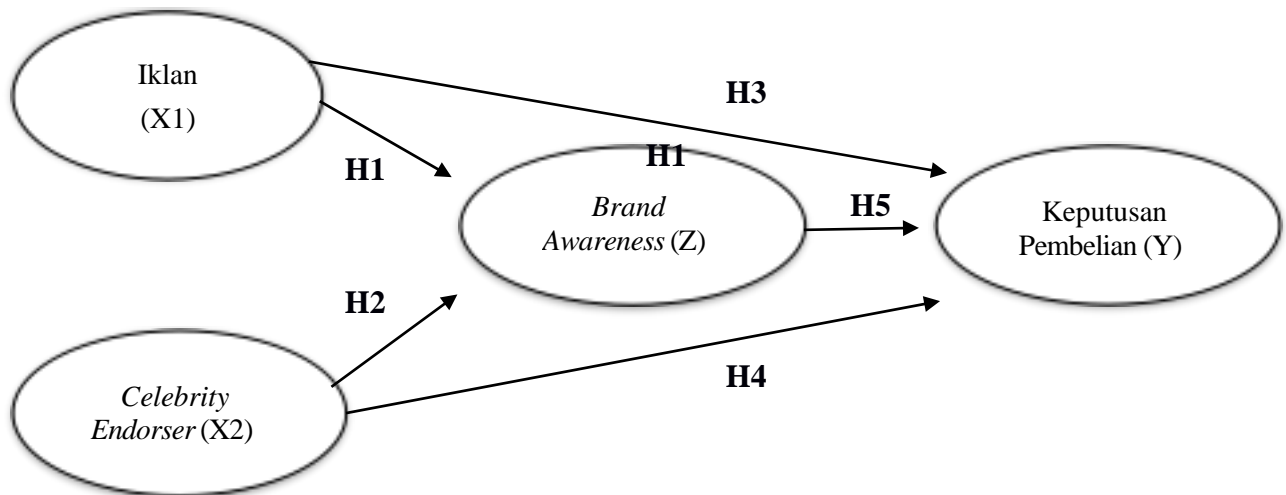 Iklan
(X1)
H3
H1
H1
Brand
Awareness (Z)
H5
Keputusan
Pembelian (Y)
H2
H4
Celebrity
Endorser (X2)